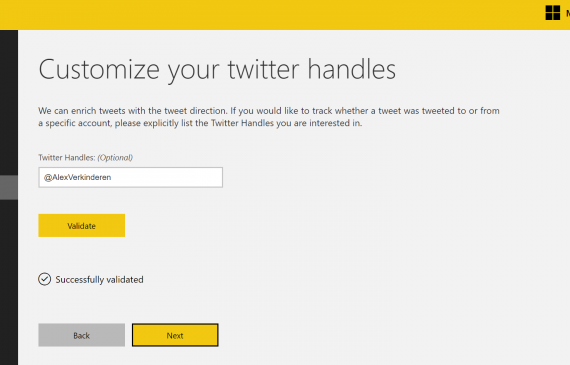 Customize your twitter handles
We can enrich tweets with the tweet direction. If you would like to track whether a tweet was tweeted to or from
a specific account, please explicitly list the Twitter Handles you are interested in.
Twitter Handles: (Optional)
@AlexVerkinderen
Validate
Successfully validated
Back
Next